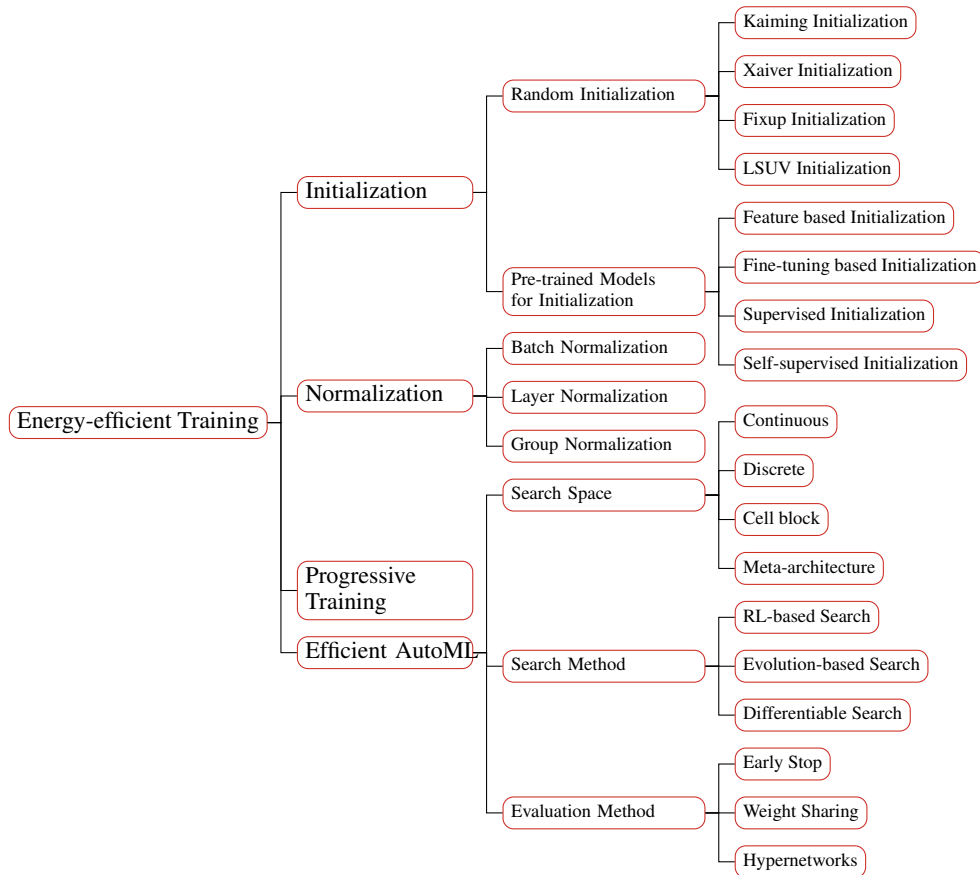 Energy-efficient Training
Initialization
Random Initialization
Kaiming Initialization
Xaiver Initialization
Fixup Initialization
LSUV Initialization
Pre-trained Models
for Initialization
Feature based Initialization
Fine-tuning based Initialization
Supervised Initialization
Self-supervised Initialization
Normalization
Batch Normalization
Layer Normalization
Group Normalization
Progressive
Training
Efficient AutoML
Search Space
Continuous
Discrete
Cell block
Meta-architecture
Search Method
RL-based Search
Evolution-based Search
Differentiable Search
Evaluation Method
Early Stop
Weight Sharing
Hypernetworks